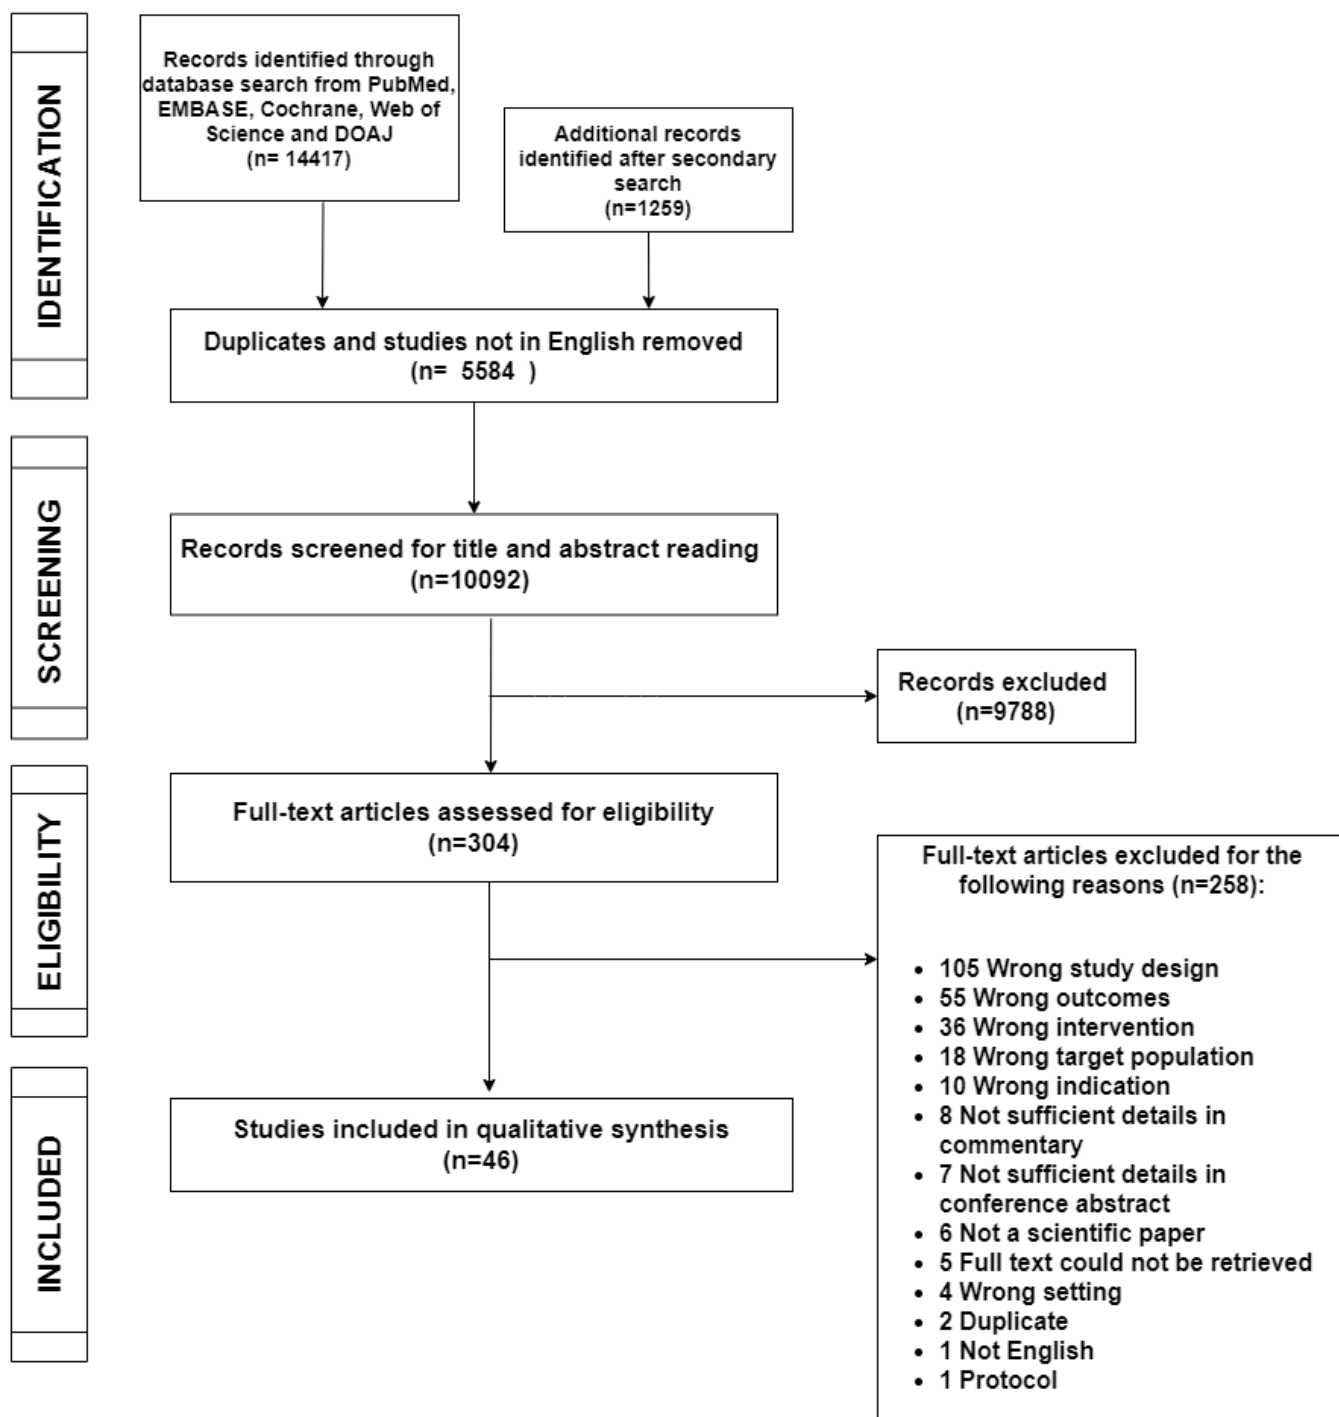 IDENTIFICATION
Records identified through
database search from PubMed,
EMBASE, Cochrane, Web of
Science and DOAJ
(n= 14417)
Additional records
identified after secondary
search
(n=1259)
Duplicates and studies not in English removed
(n= 5584 )
SCREENING
Records screened for title and abstract reading
(n=10092)
Records excluded
(n=9788)
ELIGIBILITY
Full-text articles assessed for eligibility
(n=304)
Full-text articles excluded for the
following reasons (n=258):
• 105 Wrong study design
• 55 Wrong outcomes
• 36 Wrong intervention
• 18 Wrong target population
• 10 Wrong indication
• 8 Not sufficient details in
commentary
• 7 Not sufficient details in
conference abstract
• 6 Not a scientific paper
• 5 Full text could not be retrieved
• 4 Wrong setting
• 2 Duplicate
• 1 Not English
• 1 Protocol
INCLUDED
Studies included in qualitative synthesis
(n=46)